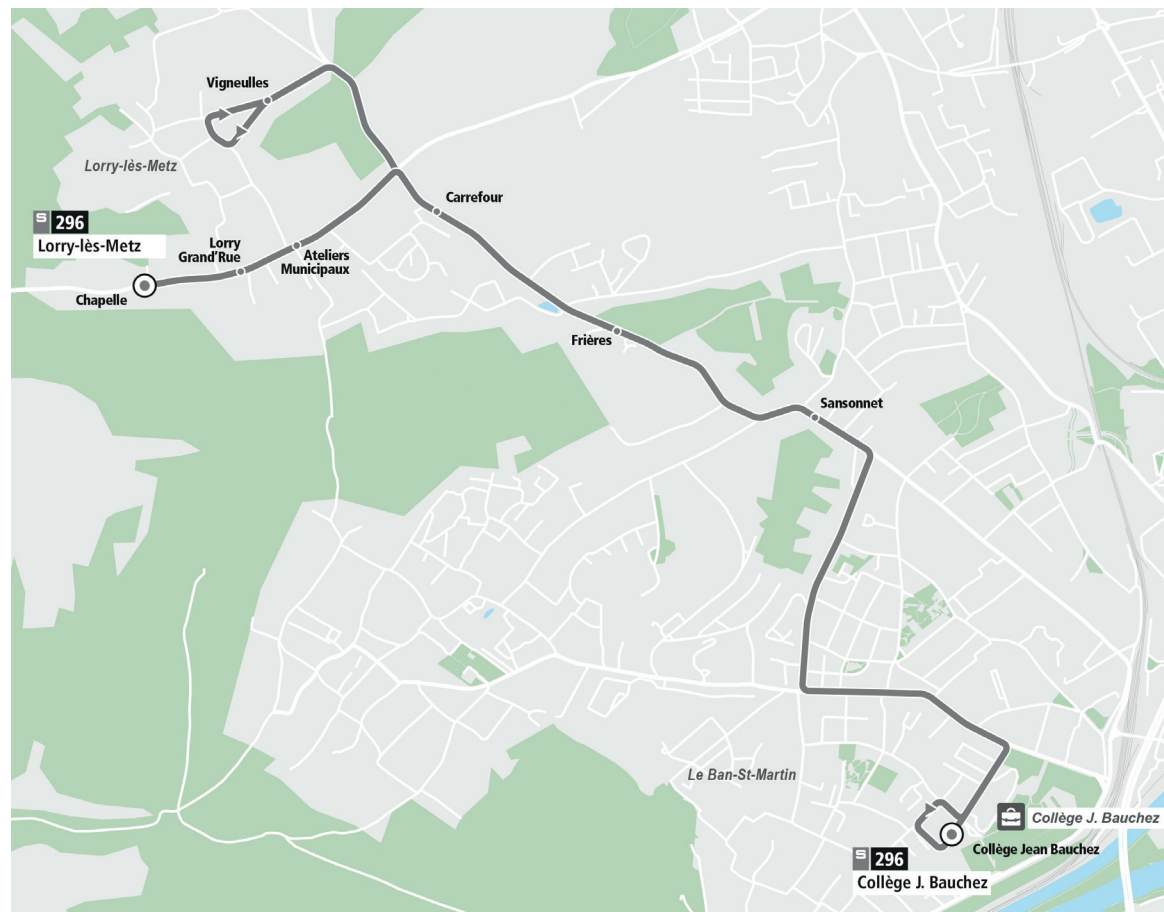 Vigneulles
Lorry-lès-Metz
S 296
Lorry-lès-Metz
Carrefour
Lorry
Grand'Rue
Ateliers
Municipaux
Chapelle
Frières
Sansonnet
Le Ban-St-Martin
Collège J. Bauchez
Collège Jean Bauchez
S 296
Collège J. Bauchez